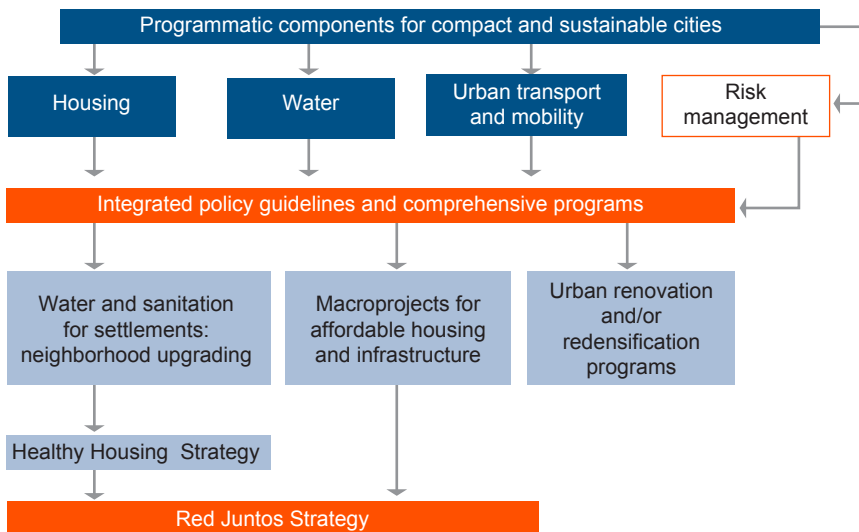 Programmatic components for compact and sustainable cities
Housing
Water
Urban transport
and mobility
Risk
management
Integrated policy guidelines and comprehensive programs
Water and sanitation
for settlements:
neighborhood upgrading
Macroprojects for
affordable housing
and infrastructure
Urban renovation
and/or
redensification
programs
Healthy Housing Strategy
Red Juntos Strategy